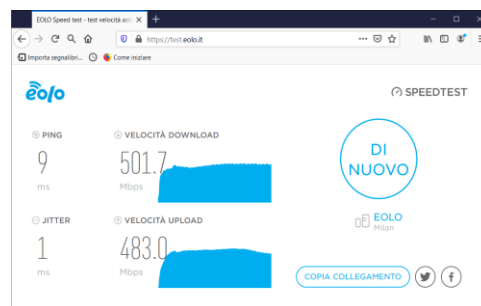 EOLO Speed test - test velocità ads
https://test.eolo.it
Importa segnalibri...
Come iniziare
eolo
SPEEDTEST
PING
9
ms
VELOCITÀ DOWNLOAD
501.7
Mbps
DI
NUOVO
JITTER
1
ms
VELOCITÀ UPLOAD
483.0
Mbps
EOLO
Milan
COPIA COLLEGAMENTO